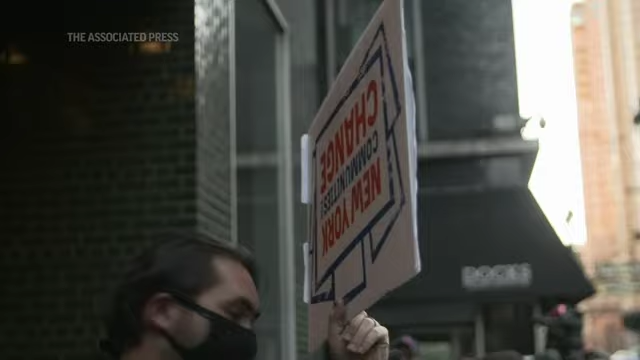 THE ASSOCIATED PRESS
NEW YORK
COMMUNITIES
CHANGE